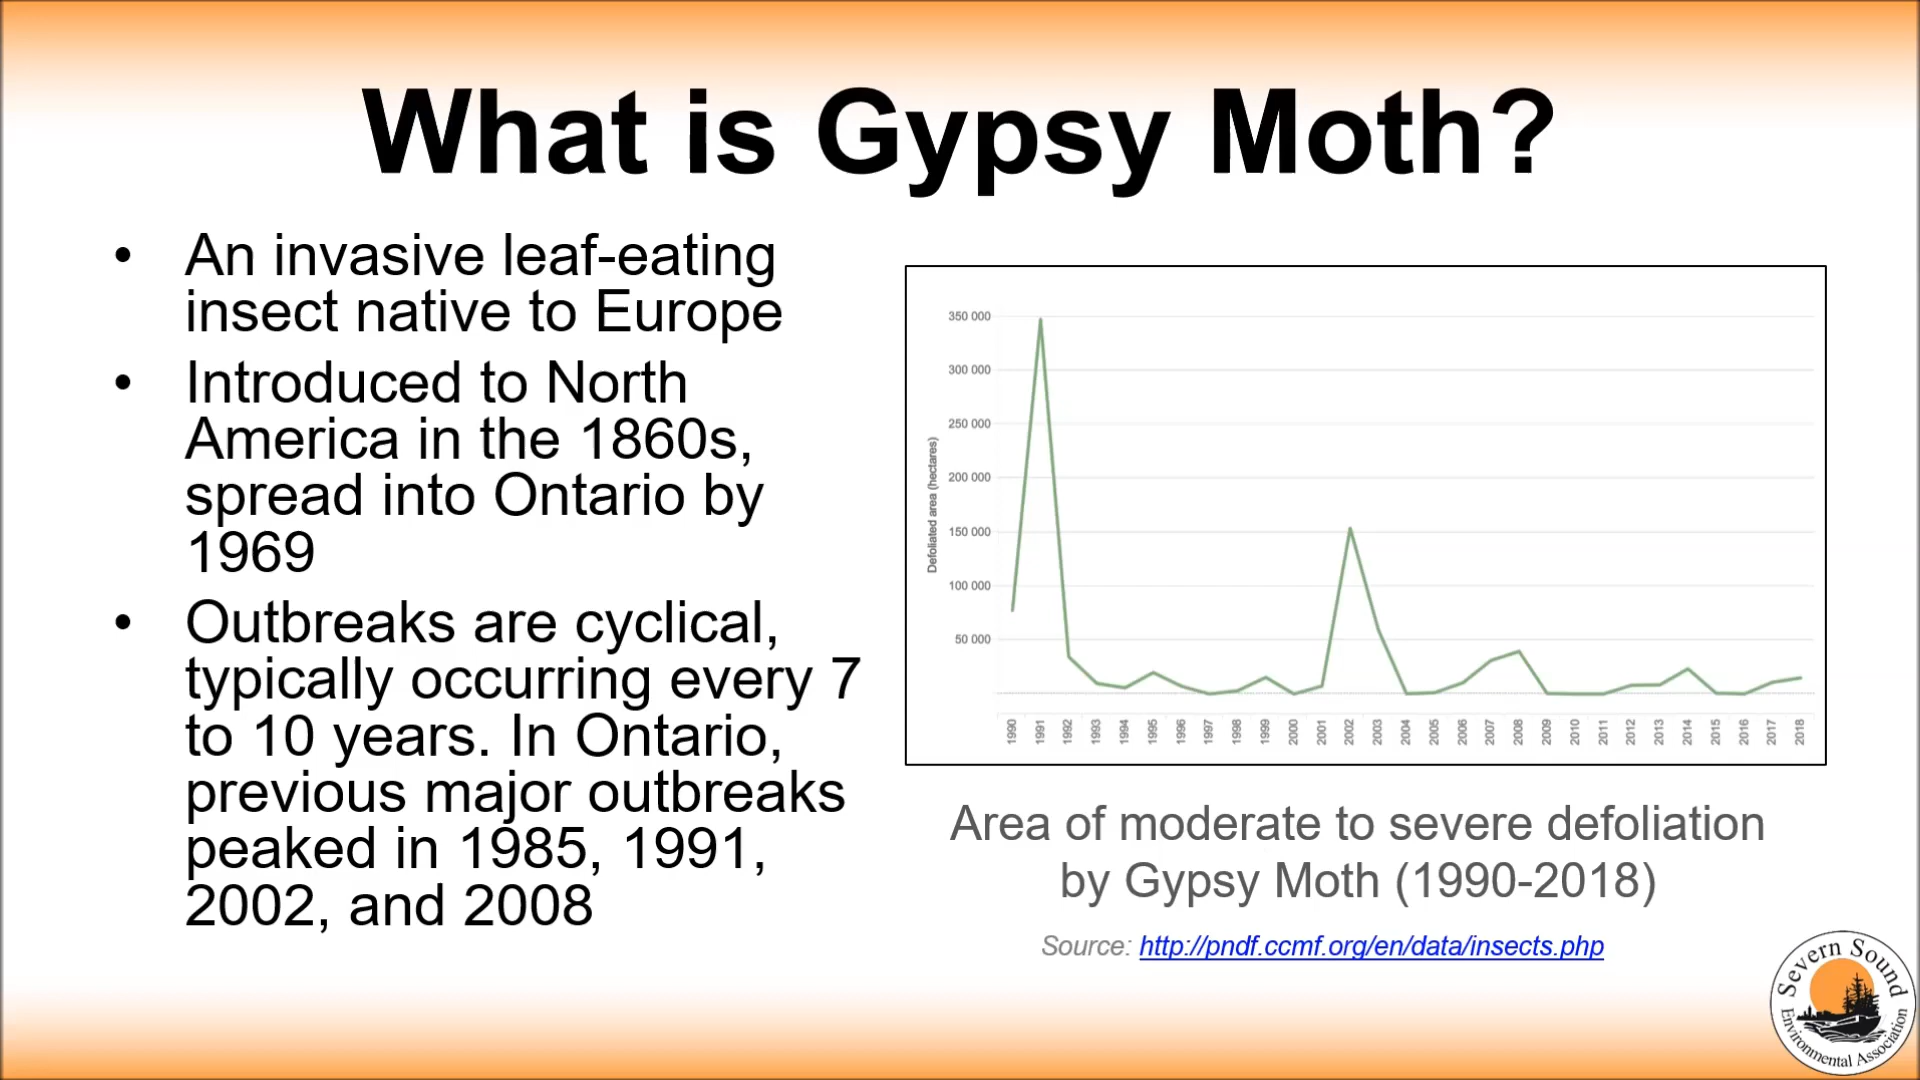 What is Gypsy Moth?
• An invasive leaf-eating
insect native to Europe
• Introduced to North
America in the 1860s,
spread into Ontario by
1969
• Outbreaks are cyclical,
typically occurring every 7
to 10 years. In Ontario,
previous major outbreaks
peaked in 1985, 1991,
2002, and 2008
Defoliated area (hectares)
350 000
300 000
250 000
200 000
150 000
100 000
50 000
1990 1991 1992 1993 1994 1995 1996 1997 1998 1999 2000 2001 2002 2003 2004 2005 2006 2007 2008 2009 2010 2011 2012 2013 2014 2015 2016 2017 2018
Area of moderate to severe defoliation
by Gypsy Moth (1990-2018)
Source: http://pndf.ccmf.org/en/data/insects.php
Severn Sound
Environmental Association